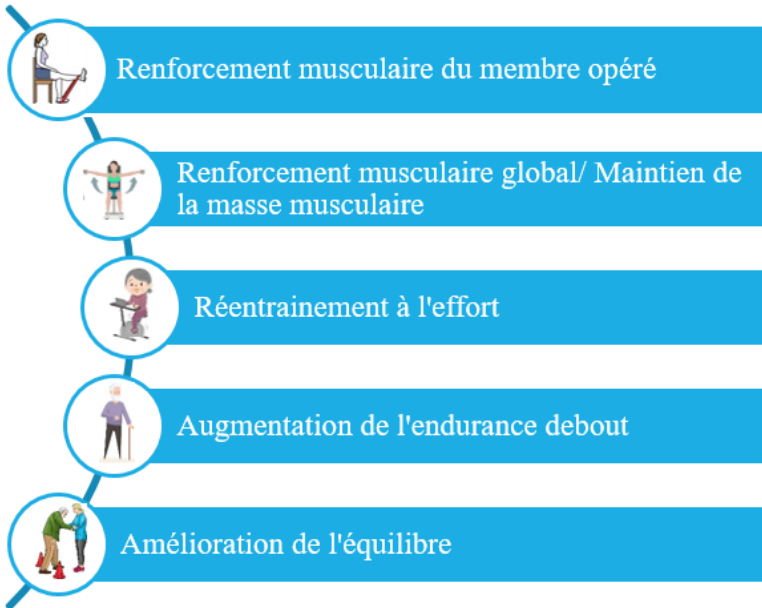 Renforcement musculaire du membre opéré
Renforcement musculaire global/ Maintien de
la masse musculaire
Réentrainement à l'effort
Augmentation de l'endurance debout
Amélioration de l'équilibre